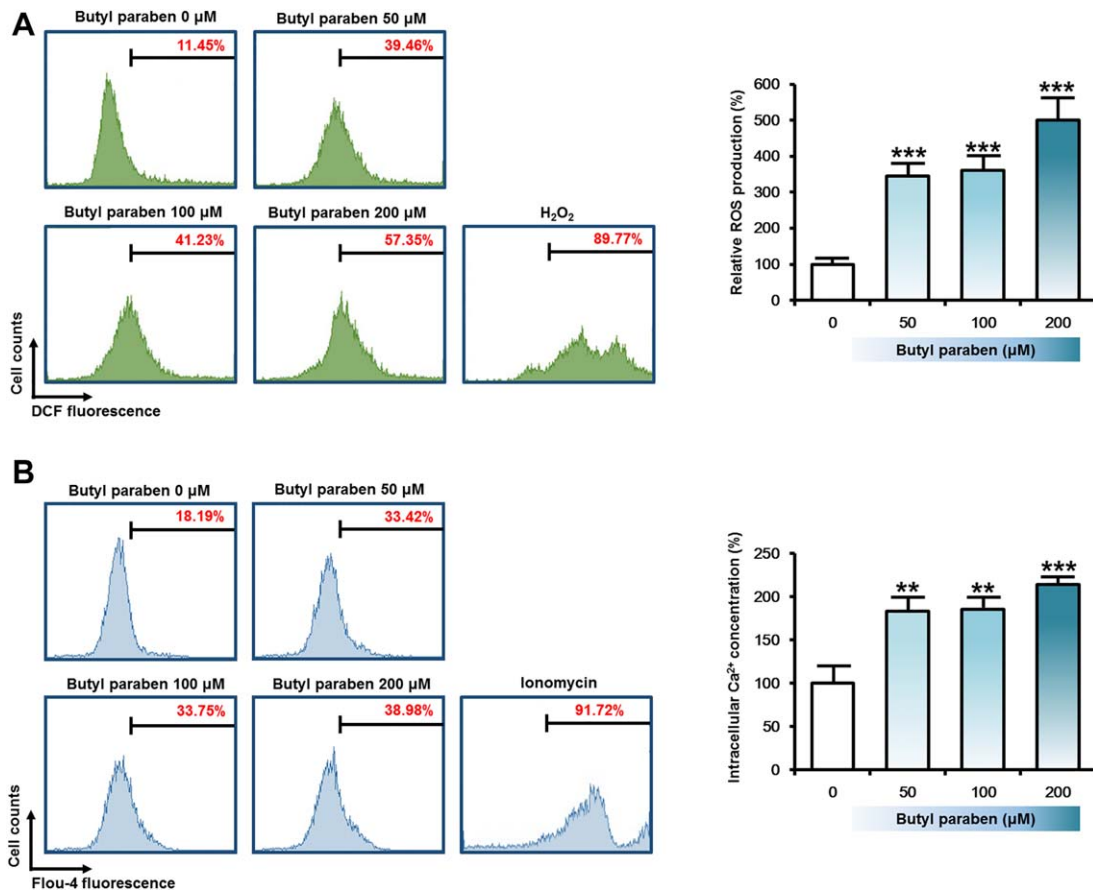 A
Butyl paraben 0 µM
11.45%
Butyl paraben 50 µM
39.46%
Butyl paraben 100 µM
41.23%
Butyl paraben 200 µM
57.35%
H₂O₂
89.77%
Cell counts
DCF fluorescence
Relative ROS production (%)
600
500
400
300
200
100
0
***
***
***
0 50 100 200
Butyl paraben (µM)
B
Butyl paraben 0 µM
18.19%
Butyl paraben 50 µM
33.42%
Butyl paraben 100 µM
33.75%
Butyl paraben 200 µM
38.98%
Ionomycin
91.72%
Cell counts
Flou-4 fluorescence
Intracellular Ca²⁺ concentration (%)
250
200
150
100
50
0
**
**
***
0 50 100 200
Butyl paraben (µM)